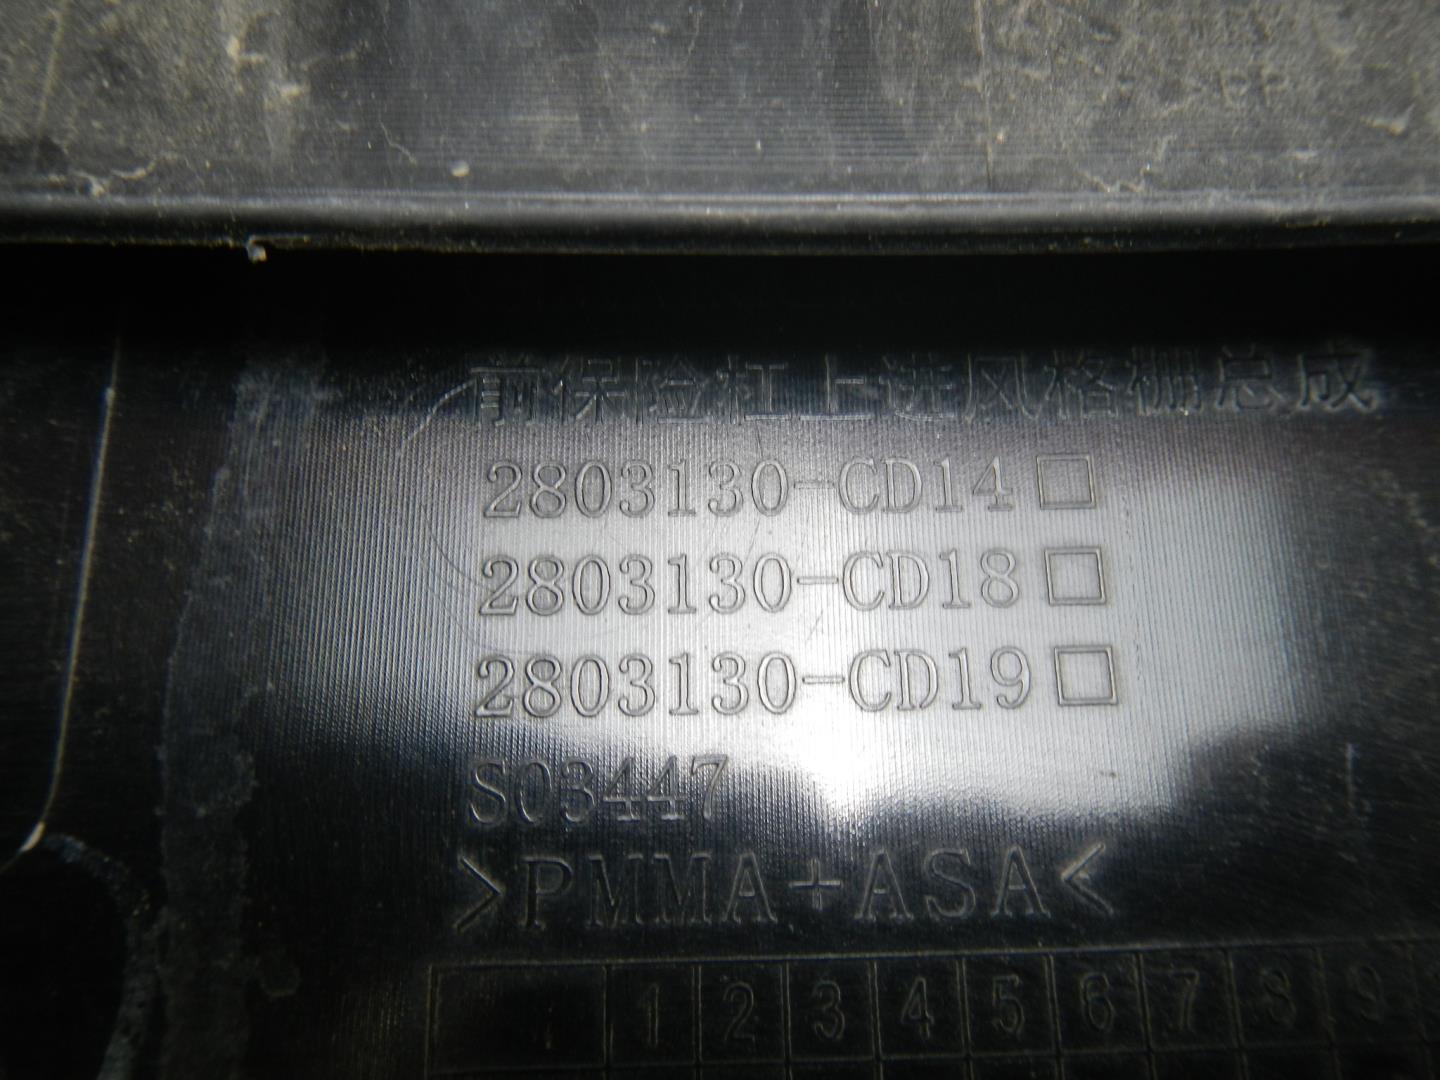 前保险杠上进风格栅总成
2803130-CD14□
2803130-CD18□
2803130-CD19□
S03447
>PMMA+ASA<
1 2 3 4 5 6 7 8 9